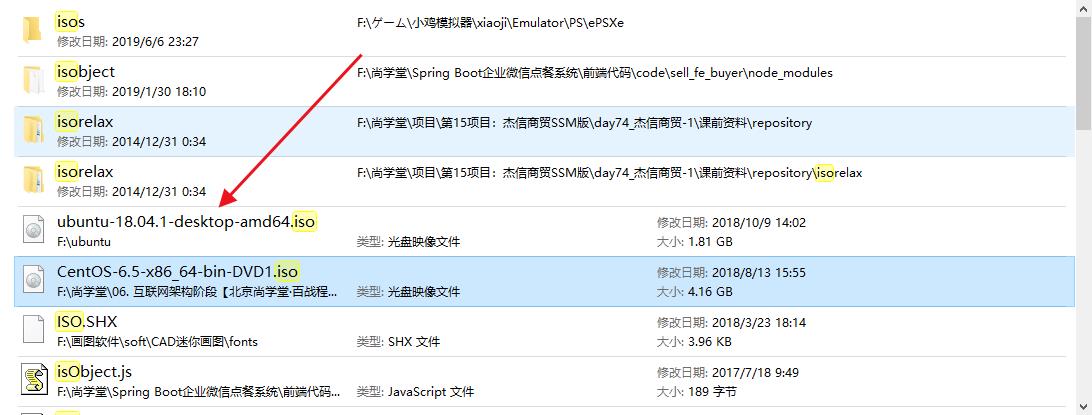 isos
F:\ゲーム\小鸡模拟器\xiaoji\Emulator\PS\ePSXe
修改日期: 2019/6/6 23:27
isobject
F:\尚学堂\Spring Boot企业微信点餐系统\前端代码\code\sell_fe_buyer\node_modules
修改日期: 2019/1/30 18:10
isorelax
F:\尚学堂\项目\第15项目：杰信商贸SSM版\day74_杰信商贸-1\课前资料\repository
修改日期: 2014/12/31 0:34
isorelax
F:\尚学堂\项目\第15项目：杰信商贸SSM版\day74_杰信商贸-1\课前资料\repository\isorelax
修改日期: 2014/12/31 0:34
ubuntu-18.04.1-desktop-amd64.iso
修改日期: 2018/10/9 14:02
F:\ubuntu 类型: 光盘映像文件 大小: 1.81 GB
CentOS-6.5-x86_64-bin-DVD1.iso
修改日期: 2018/8/13 15:55
F:\尚学堂\06. 互联网架构阶段【北京尚学堂·百战程... 类型: 光盘映像文件 大小: 4.16 GB
ISO.SHX
修改日期: 2018/3/23 18:14
F:\画图软件\soft\CAD迷你画图\fonts 类型: SHX 文件 大小: 3.96 KB
isObject.js
修改日期: 2017/7/18 9:49
F:\尚学堂\Spring Boot企业微信点餐系统\前端代码... 类型: JavaScript 文件 大小: 189 字节